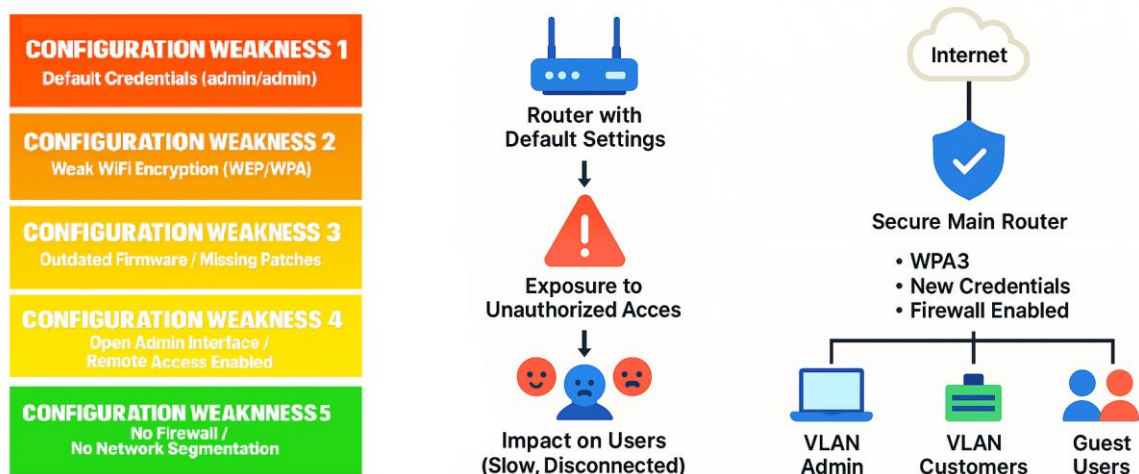 CONFIGURATION WEAKNESS 1
Default Credentials (admin/admin)
CONFIGURATION WEAKNESS 2
Weak WiFi Encryption (WEP/WPA)
CONFIGURATION WEAKNESS 3
Outdated Firmware / Missing Patches
CONFIGURATION WEAKNESS 4
Open Admin Interface /
Remote Access Enabled
CONFIGURATION WEAKNNESS 5
No Firewall /
No Network Segmentation
Router with
Default Settings
Exposure to
Unauthorized Acces
Impact on Users
(Slow, Disconnected)
Internet
Secure Main Router
• WPA3
• New Credentials
• Firewall Enabled
VLAN
Admin
VLAN
Customers
Guest
Users